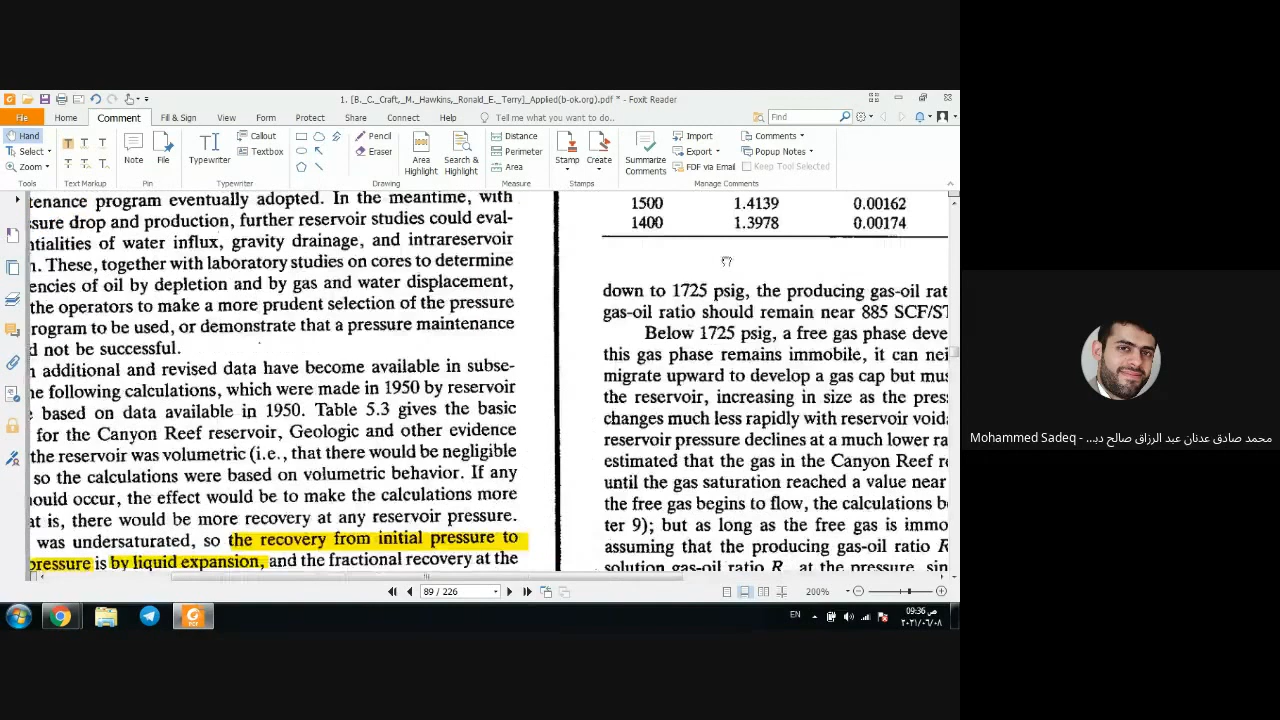 1. [B._C._Craft,_M._Hawkins,_Ronald_E._Terry]_Applied(b-ok.org).pdf * - Foxit Reader
File Home Comment View Form Protect Fill & Sign Share Connect Help Tell me what you want to do.. Find
Hand
Select
Zoom
Tools
Text Markup
Note
File
Pin
Typewriter
Callout
Textbox
Typewriter
Pencil
Eraser
Drawing
Area Highlight
Search & Highlight
Distance
Perimeter
Area
Measure
Stamp
Create
Stamps
Summarize Comments
Import
Export
PDF via Email
Comments
Popup Notes
Keep Tool Selected
Manage Comments
tenance program eventually adopted. In the meantime, with
ssure drop and production, further reservoir studies could eval-
ntialities of water influx, gravity drainage, and intrareservoir
n. These, together with laboratory studies on cores to determine
encies of oil by depletion and by gas and water displacement,
the operators to make a more prudent selection of the pressure
rogram to be used, or demonstrate that a pressure maintenance
d not be successful.
n additional and revised data have become available in subse-
he following calculations, which were made in 1950 by reservoir
based on data available in 1950. Table 5.3 gives the basic
for the Canyon Reef reservoir, Geologic and other evidence
the reservoir was volumetric (i.e., that there would be negligible
so the calculations were based on volumetric behavior. If any
ould occur, the effect would be to make the calculations more
at is, there would be more recovery at any reservoir pressure.
was undersaturated, so the recovery from initial pressure to
pressure is by liquid expansion, and the fractional recovery at the
1500 1.4139 0.00162
1400 1.3978 0.00174
down to 1725 psig, the producing gas-oil rat
gas-oil ratio should remain near 885 SCF/ST
Below 1725 psig, a free gas phase deve
this gas phase remains immobile, it can nei
migrate upward to develop a gas cap but mus
the reservoir, increasing in size as the pres
changes much less rapidly with reservoir void
reservoir pressure declines at a much lower ra
estimated that the gas in the Canyon Reef r
until the gas saturation reached a value near
the free gas begins to flow, the calculations b
ter 9); but as long as the free gas is immo
assuming that the producing gas-oil ratio R
solution gas-oil ratio R at the pressure, sin
89 / 226
200%
EN
09:36 ص
٢٠٢١/٠٦/٠٨
Mohammed Sadeq - محمد صادق عدنان عبد الرزاق صالح دب...